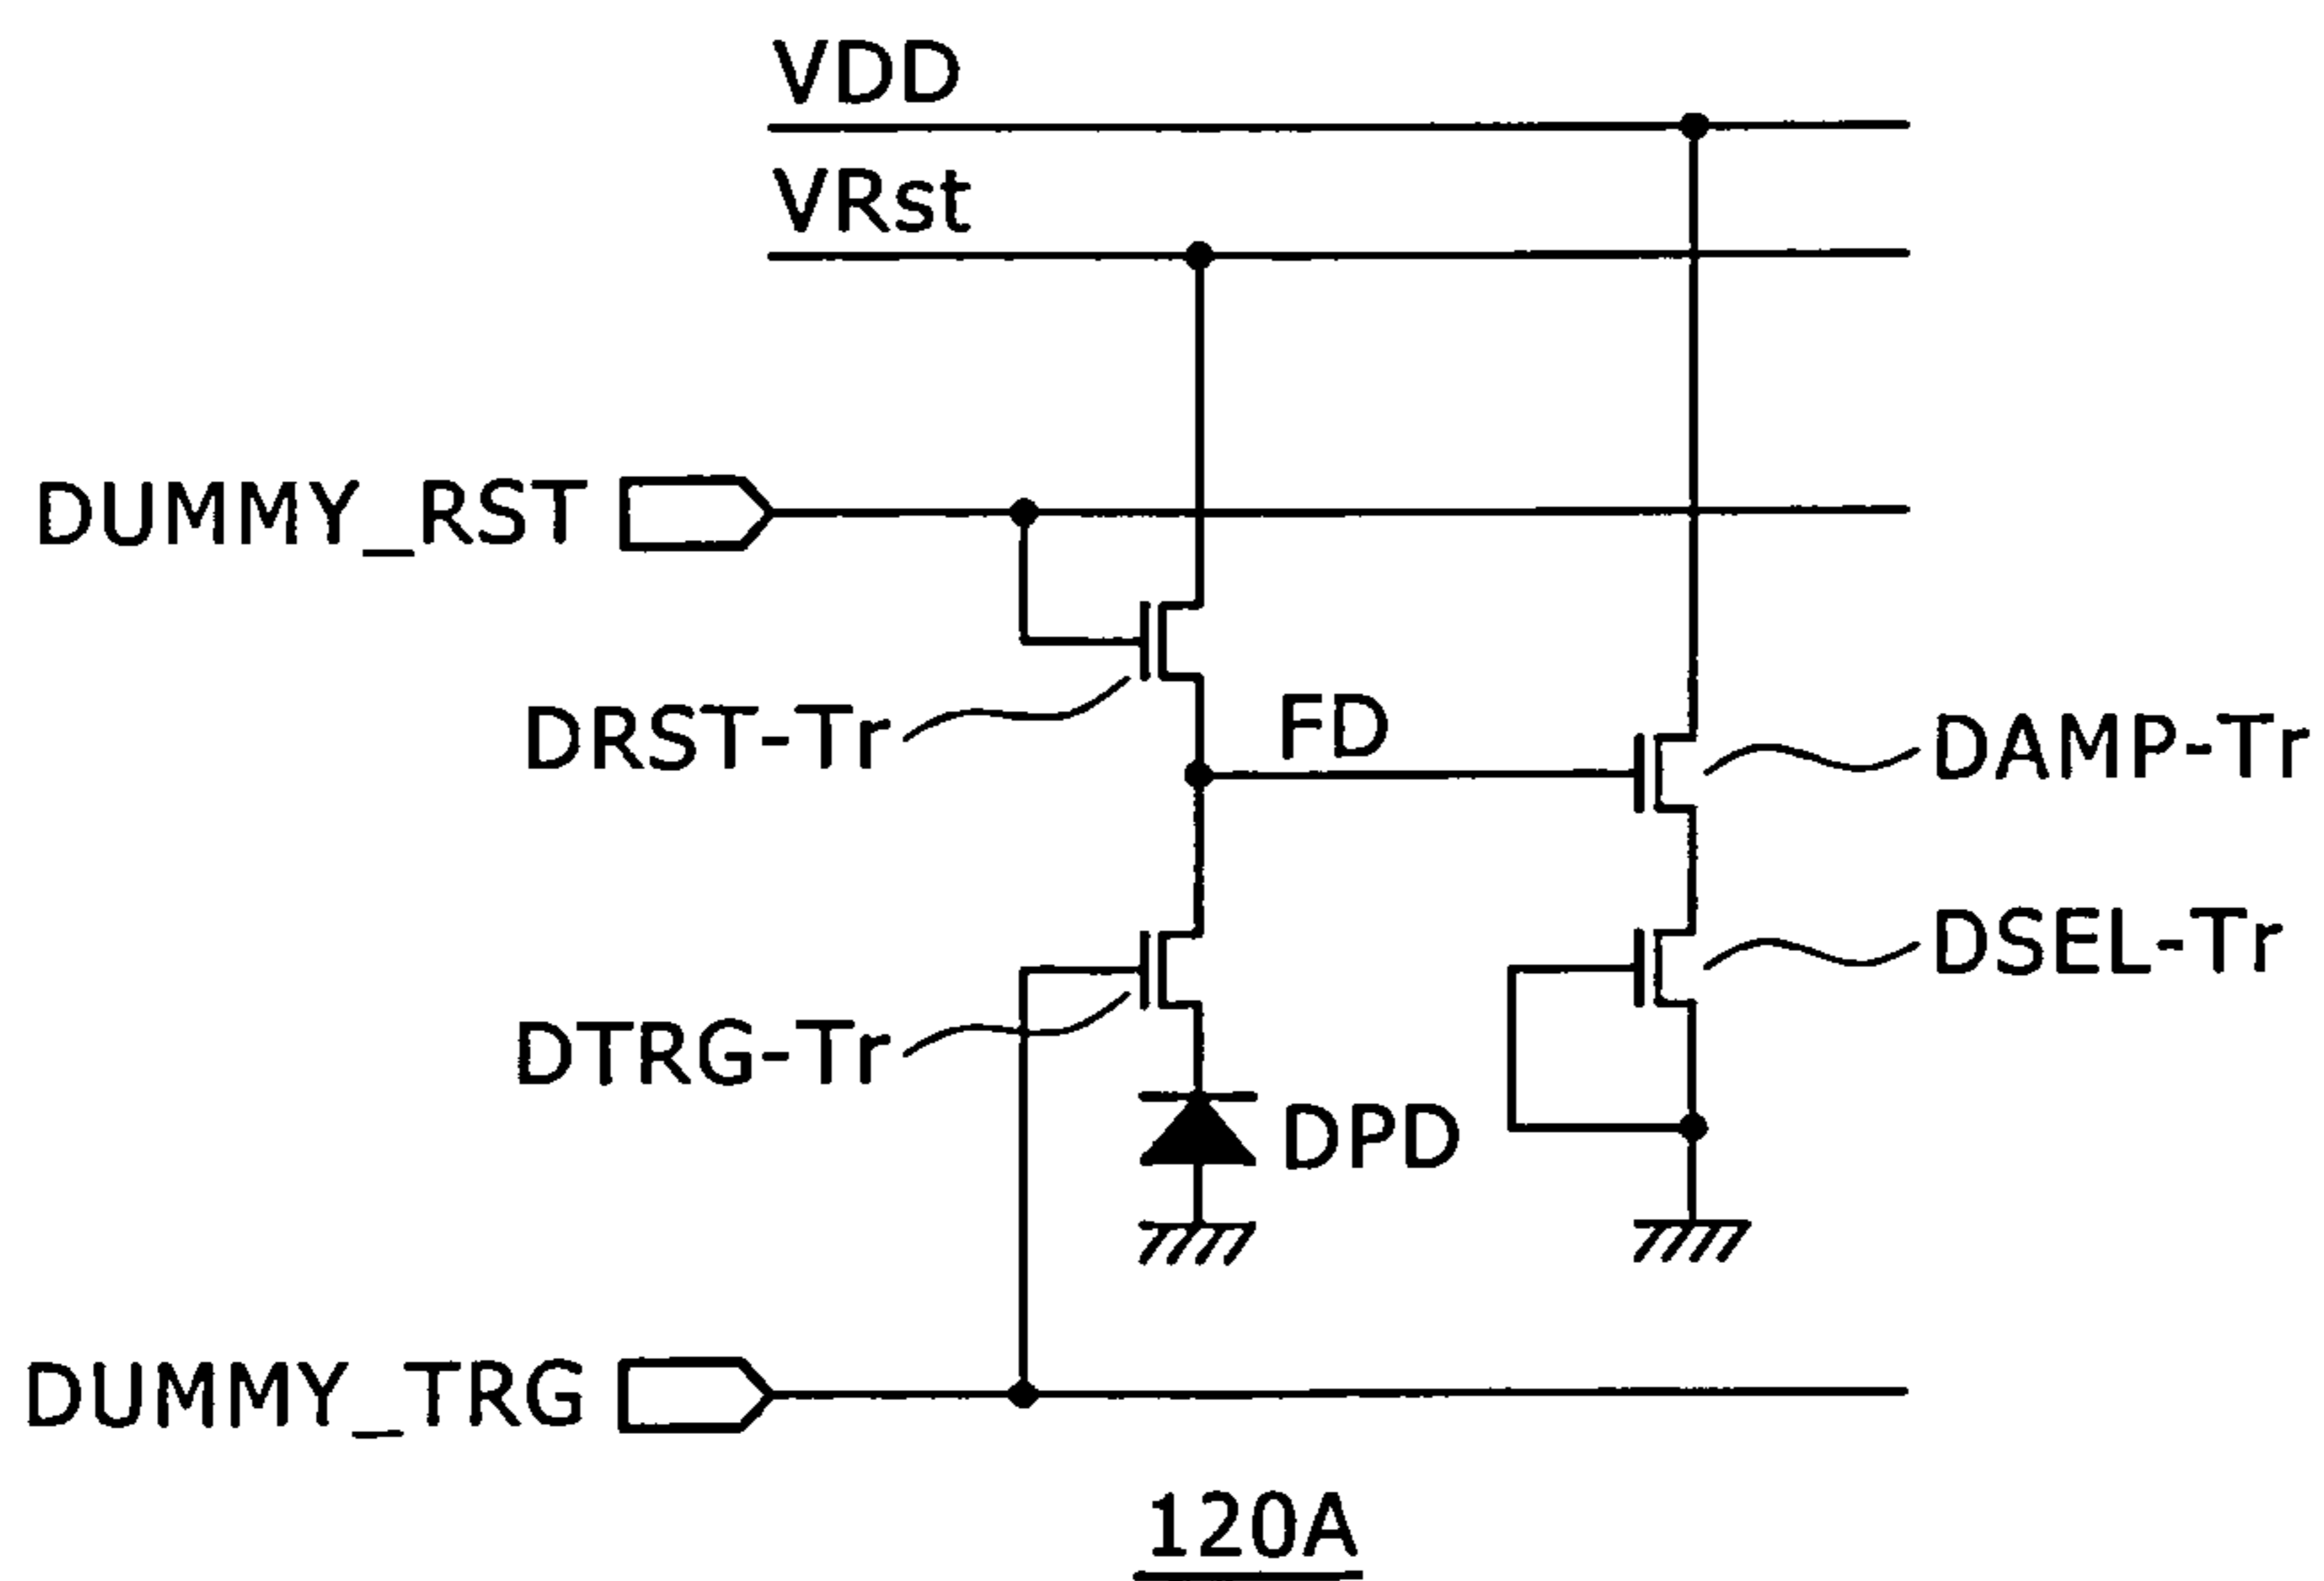 VDD
VRst
DUMMY_RST
DRST-Tr
FD
DAMP-Tr
DSEL-Tr
DTRG-Tr
DPD
DUMMY_TRG
120A